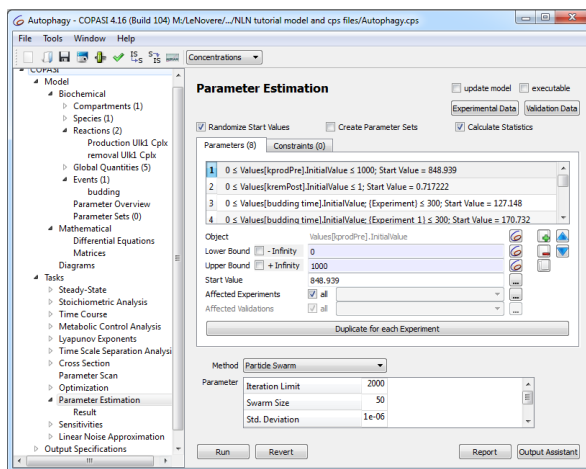 Autophagy - COPASI 4.16 (Build 104) M:/LeNovere/.../NLN tutorial model and cps files/Autophagy.cps
File Tools Window Help
Concentrations
COPASI
Model
Biochemical
Compartments (1)
Species (1)
Reactions (2)
Production Ulk1 Cplx
removal Ulk1 Cplx
Global Quantities (5)
Events (1)
budding
Parameter Overview
Parameter Sets (0)
Mathematical
Differential Equations
Matrices
Diagrams
Tasks
Steady-State
Stoichiometric Analysis
Time Course
Metabolic Control Analysis
Lyapunov Exponents
Time Scale Separation Analysi
Cross Section
Parameter Scan
Optimization
Parameter Estimation
Result
Sensitivities
Linear Noise Approximation
Output Specifications
Parameter Estimation
update model executable
Experimental Data Validation Data
Randomize Start Values Create Parameter Sets Calculate Statistics
Parameters (8) Constraints (0)
1 0 ≤ Values[kprodPre].InitialValue ≤ 1000; Start Value = 848.939
2 0 ≤ Values[kremPost].InitialValue ≤ 1; Start Value = 0.717222
3 0 ≤ Values[budding time].InitialValue; {Experiment} ≤ 300; Start Value = 127.148
4 0 ≤ Values[budding time].InitialValue; {Experiment 1} ≤ 300; Start Value = 170.732
Object Values[kprodPre].InitialValue
Lower Bound - Infinity 0
Upper Bound + Infinity 1000
Start Value 848.939
Affected Experiments all
Affected Validations all
Duplicate for each Experiment
Method Particle Swarm
Parameter Iteration Limit 2000
Swarm Size 50
Std. Deviation 1e-06
Run Revert Report Output Assistant